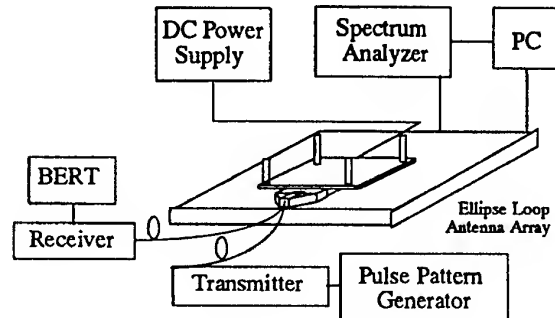 DC Power
Supply
Spectrum
Analyzer
PC
BERT
Receiver
Ellipse Loop
Antenna Array
Transmitter
Pulse Pattern
Generator